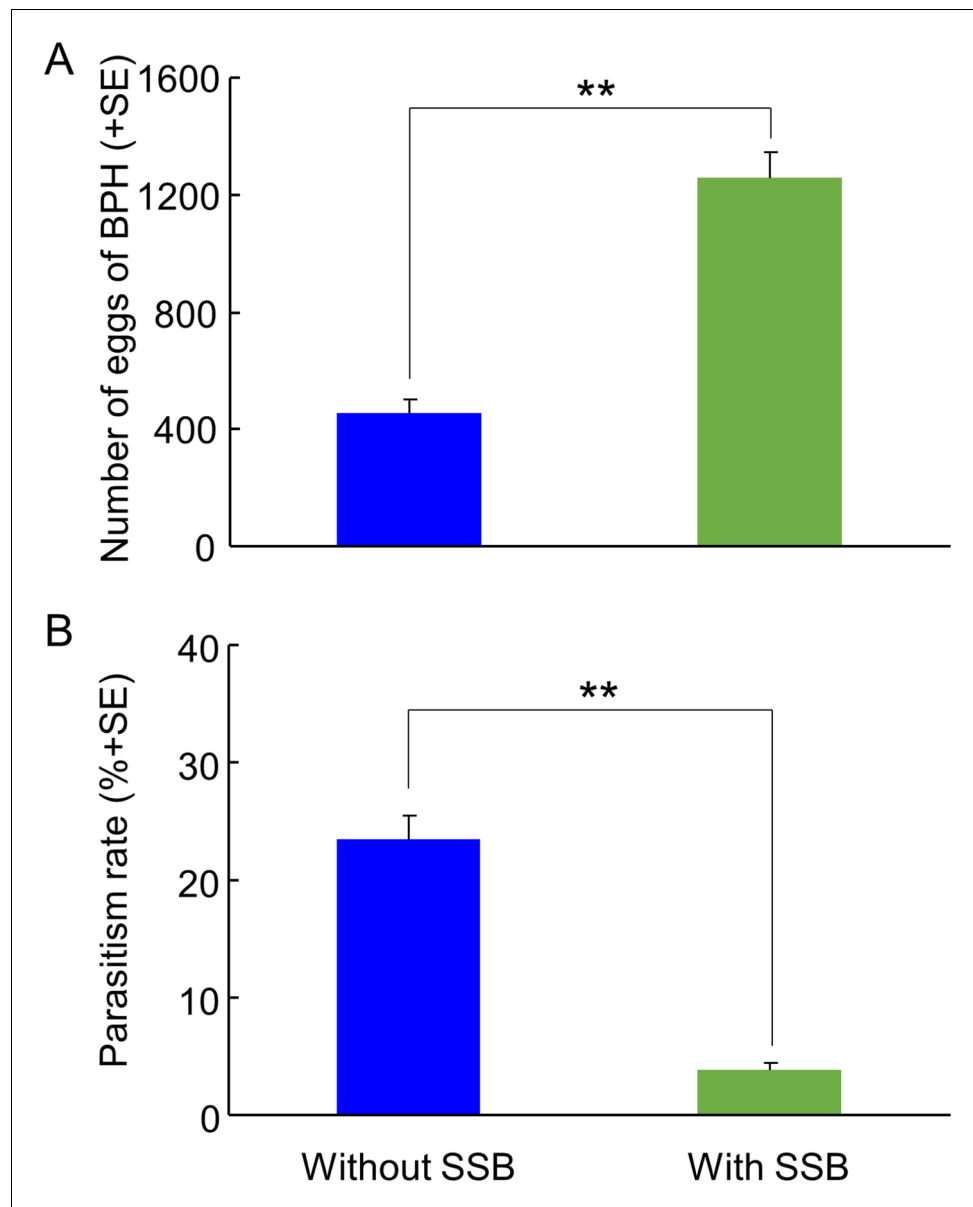 A
Number of eggs of BPH (+SE)
1600
1200
800
400
0
**
B
Parasitism rate (%+SE)
40
30
20
10
0
**
Without SSB
With SSB